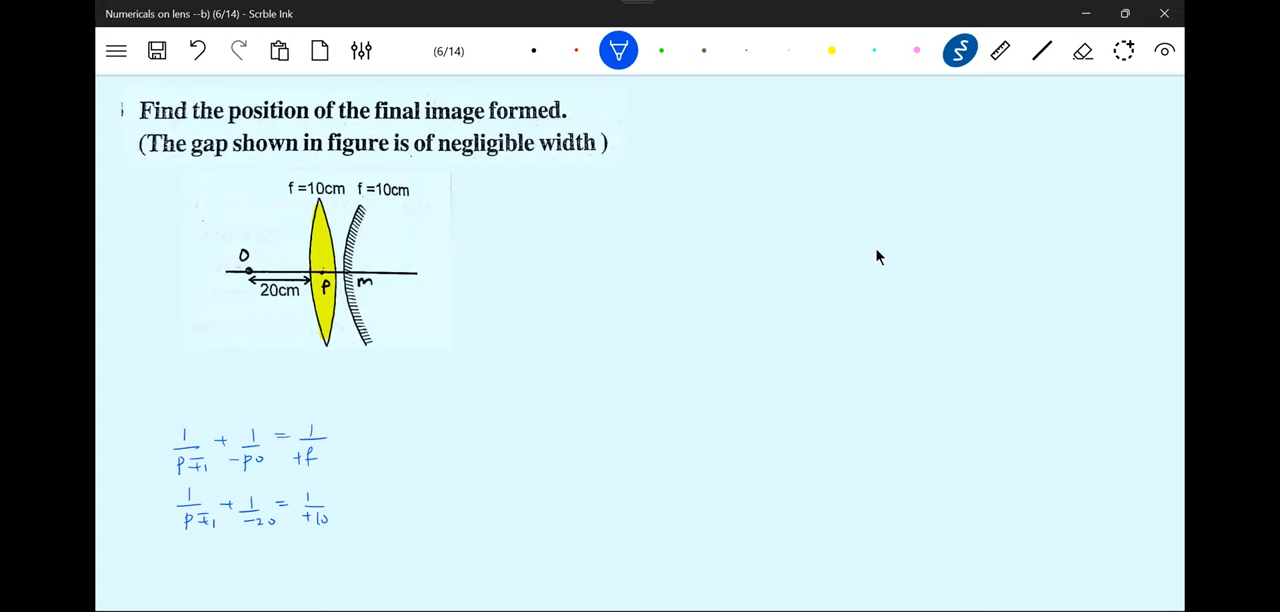 Numericals on lens --b) (6/14) - Scrble Ink
(6/14)
Find the position of the final image formed.
(The gap shown in figure is of negligible width )
f =10cm f =10cm
O
20cm
P
m
1/PI₁ + 1/-PO = 1/+f
1/PI₁ + 1/-20 = 1/+10